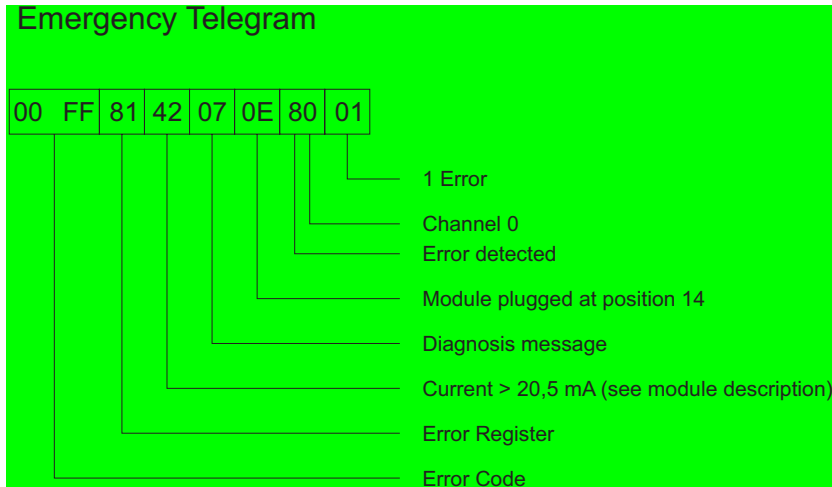 Emergency Telegram
00 FF 81 42 07 0E 80 01
1 Error
Channel 0
Error detected
Module plugged at position 14
Diagnosis message
Current > 20,5 mA (see module description)
Error Register
Error Code